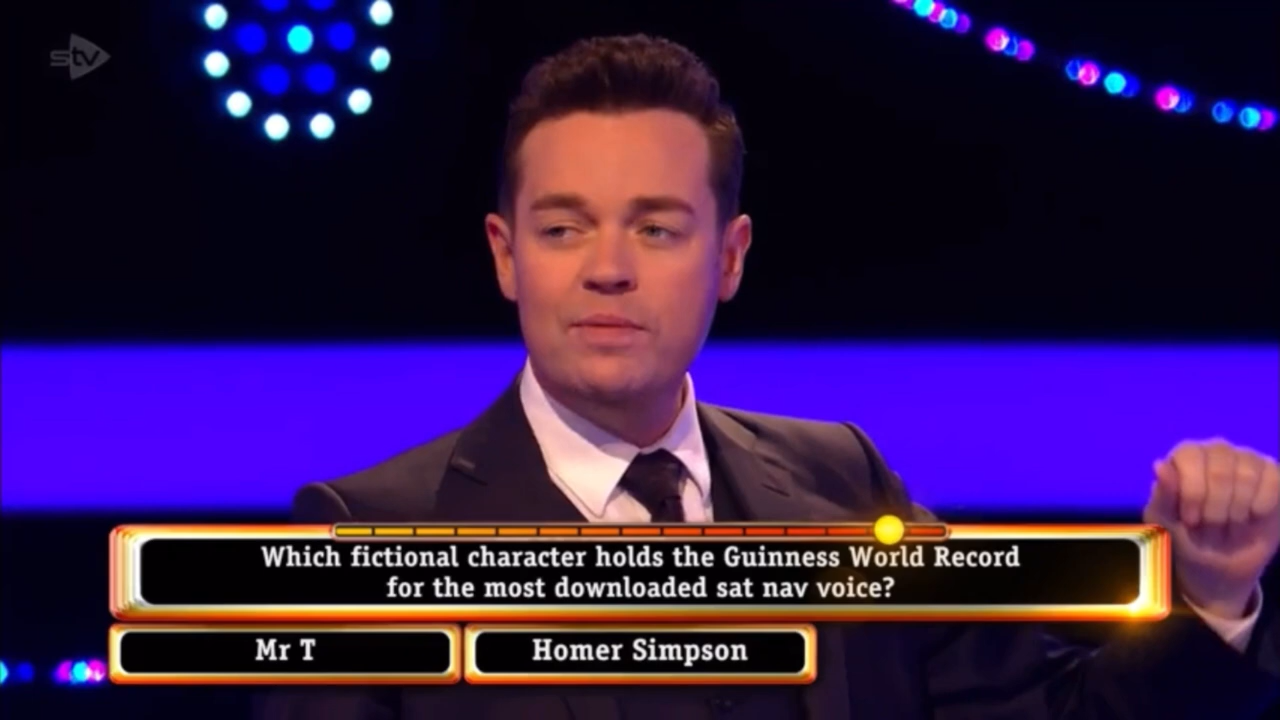 stv
Which fictional character holds the Guinness World Record
for the most downloaded sat nav voice?
Mr T
Homer Simpson